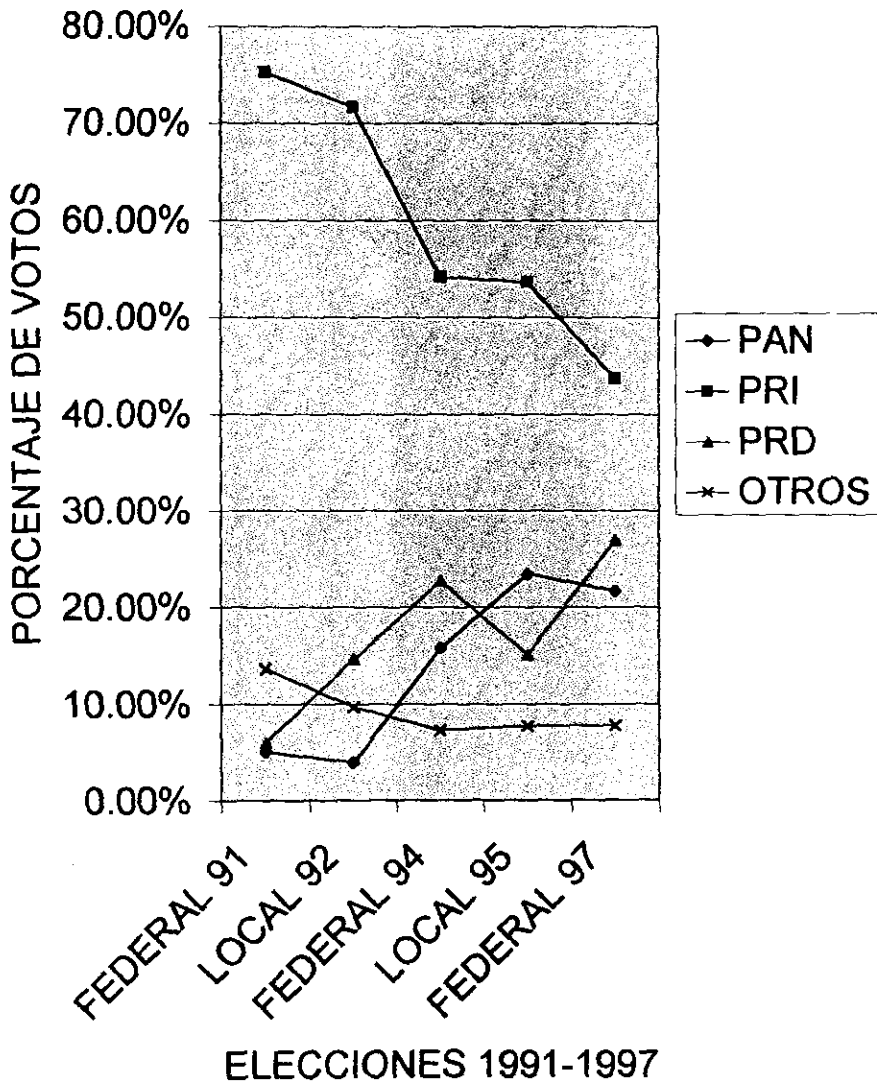 80.00%
70.00%
60.00%
50.00%
40.00%
30.00%
20.00%
10.00%
0.00%
PORCENTAJE DE VOTOS
FEDERAL 91
LOCAL 92
FEDERAL 94
LOCAL 95
FEDERAL 97
ELECCIONES 1991-1997
PAN
PRI
PRD
OTROS